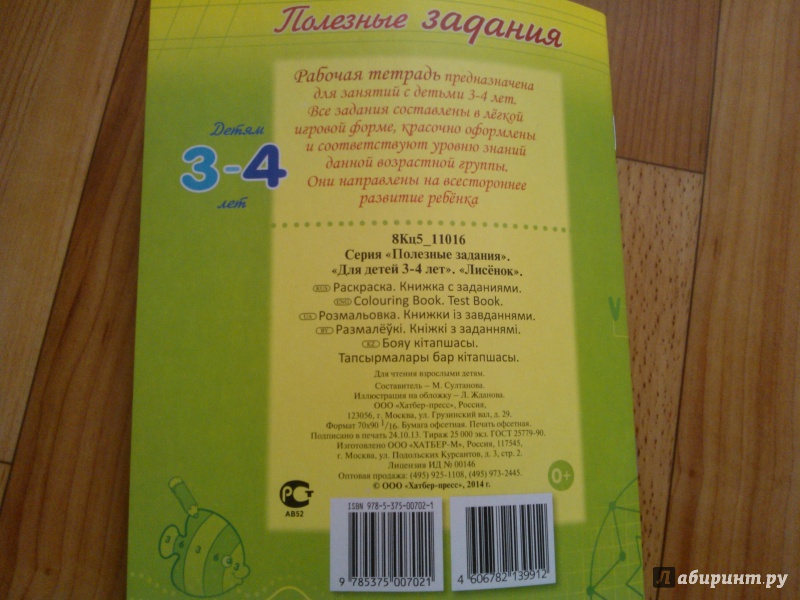 Полезные задания
Рабочая тетрадь предназначена
для занятий с детьми 3-4 лет.
Все задания составлены в лёгкой
игровой форме, красочно оформлены
и соответствуют уровню знаний
данной возрастной группы.
Они направлены на всестороннее
развитие ребёнка
Детям
3-4
лет
8Кц5_11016
Серия «Полезные задания».
«Для детей 3-4 лет». «Лисёнок».
RUS Раскраска. Книжка с заданиями.
ENG Colouring Book. Test Book.
UA Розмальовка. Книжки із завданнями.
BY Размалёўкі. Кніжкі з заданнямі.
KZ Бояу кітапшасы.
Тапсырмалары бар кітапшасы.
Для чтения взрослыми детям.
Составитель – М. Султанова.
Иллюстрация на обложку – Л. Жданова.
ООО «Хатбер-пресс», Россия,
123056, г. Москва, ул. Грузинский вал, д. 29.
Формат 70х90 1/16. Бумага офсетная. Печать офсетная.
Подписано в печать 24.10.13. Тираж 25 000 экз. ГОСТ 25779-90.
Изготовлено ООО «ХАТБЕР-М», Россия, 117545,
г. Москва, ул. Подольских Курсантов, д. 3, стр. 2.
Лицензия ИД № 00146
Оптовая продажа: (495) 925-1108, (495) 973-2445.
© ООО «Хатбер-пресс», 2014 г.
0+
АВ52
ISBN 978-5-375-00702-1
9 785375 007021
4 606782 139912
Лабиринт.ру